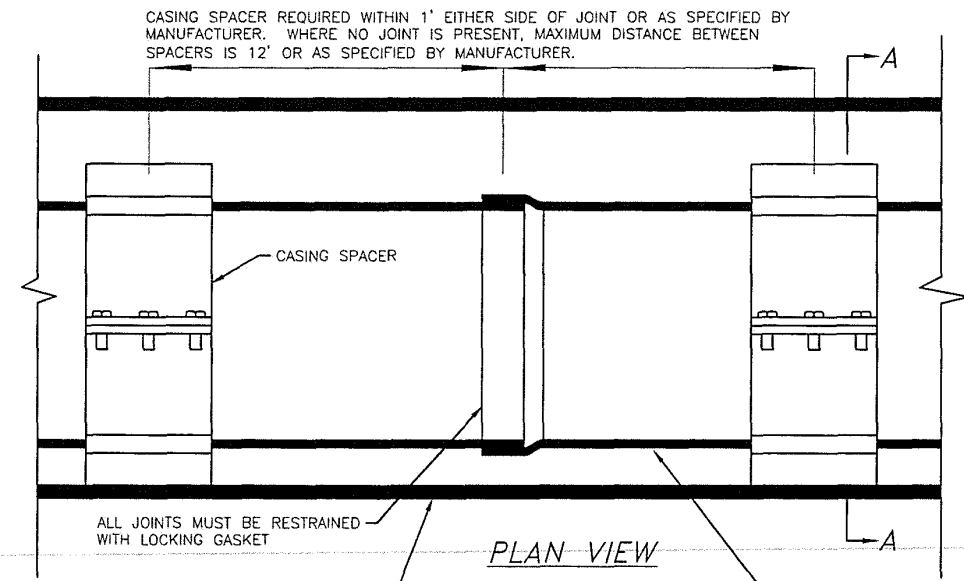 CASING SPACER REQUIRED WITHIN 1' EITHER SIDE OF JOINT OR AS SPECIFIED BY
MANUFACTURER. WHERE NO JOINT IS PRESENT, MAXIMUM DISTANCE BETWEEN
SPACERS IS 12' OR AS SPECIFIED BY MANUFACTURER.
A
CASING SPACER
ALL JOINTS MUST BE RESTRAINED
WITH LOCKING GASKET
A
PLAN VIEW